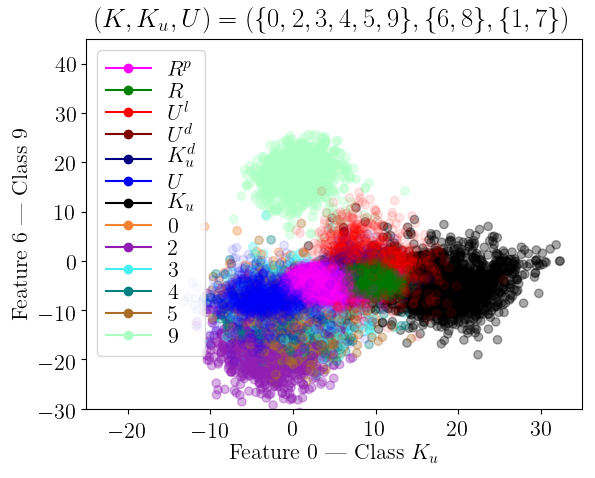 (K, K_u, U) = ({0, 2, 3, 4, 5, 9}, {6, 8}, {1, 7})
R^p
R
U^l
U^d
K_u^d
U
K_u
0
2
3
4
5
9
40
30
20
10
0
−10
−20
−30
Feature 6 — Class 9
−20 −10 0 10 20 30
Feature 0 — Class K_u